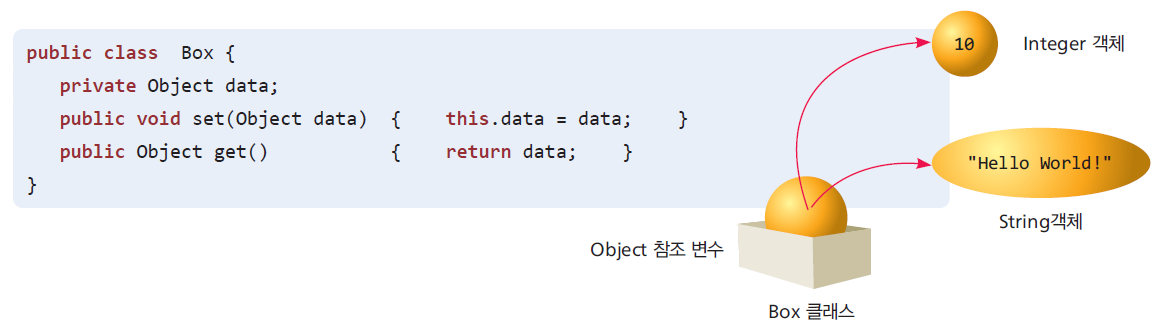 public class Box {
private Object data;
public void set(Object data) { this.data = data; }
public Object get() { return data; }
}
10
Integer 객체
"Hello World!"
String객체
Object 참조 변수
Box 클래스